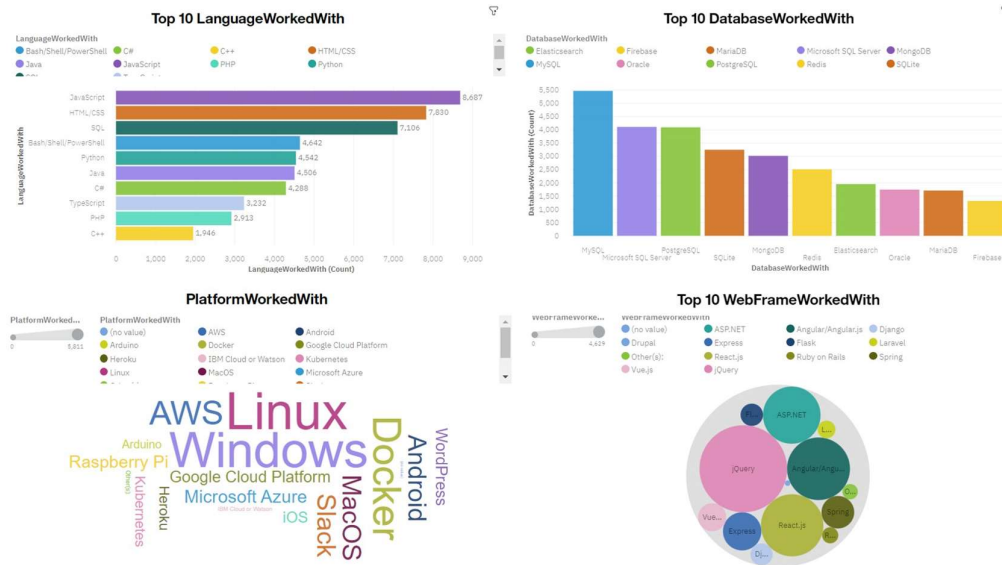 Top 10 LanguageWorkedWith
LanguageWorkedWith
Bash/Shell/PowerShell C# C++ HTML/CSS
Java JavaScript PHP Python
JavaScript 8,687
HTML/CSS 7,830
SQL 7,106
Bash/Shell/PowerShell 4,642
Python 4,542
Java 4,506
C# 4,288
TypeScript 3,232
PHP 2,913
C++ 1,946
LanguageWorkedWith
0 1,000 2,000 3,000 4,000 5,000 6,000 7,000 8,000 9,000
LanguageWorkedWith (Count)
Top 10 DatabaseWorkedWith
DatabaseWorkedWith
Elasticsearch Firebase MariaDB Microsoft SQL Server MongoDB
MySQL Oracle PostgreSQL Redis SQLite
DatabaseWorkedWith (Count)
5,500
5,000
4,500
4,000
3,500
3,000
2,500
2,000
1,500
1,000
500
0
MySQL PostgreSQL MongoDB Elasticsearch MariaDB
Microsoft SQL Server SQLite Redis Oracle Firebase
DatabaseWorkedWith
PlatformWorkedWith
PlatformWorked...
0 5,811
PlatformWorkedWith
(no value) AWS Android
Arduino Docker Google Cloud Platform
Heroku IBM Cloud or Watson Kubernetes
Linux MacOS Microsoft Azure
AWS
Linux
Arduino
Windows
Raspberry Pi
Google Cloud Platform
Microsoft Azure
IBM Cloud or Watson
iOS
Kubernetes
Heroku
Slack
MacOS
Docker
Android
WordPress
Top 10 WebFrameWorkedWith
WebFrameWorke...
0 4,629
WebFrameWorkedWith
(no value) ASP.NET Angular/Angular.js Django
Drupal Express Flask Laravel
Other(s): React.js Ruby on Rails Spring
Vue.js jQuery
Fl...
ASP.NET
L...
jQuery
Angular/Angu...
O...
Vue...
Express
React.js
Spring
R...
Dj...